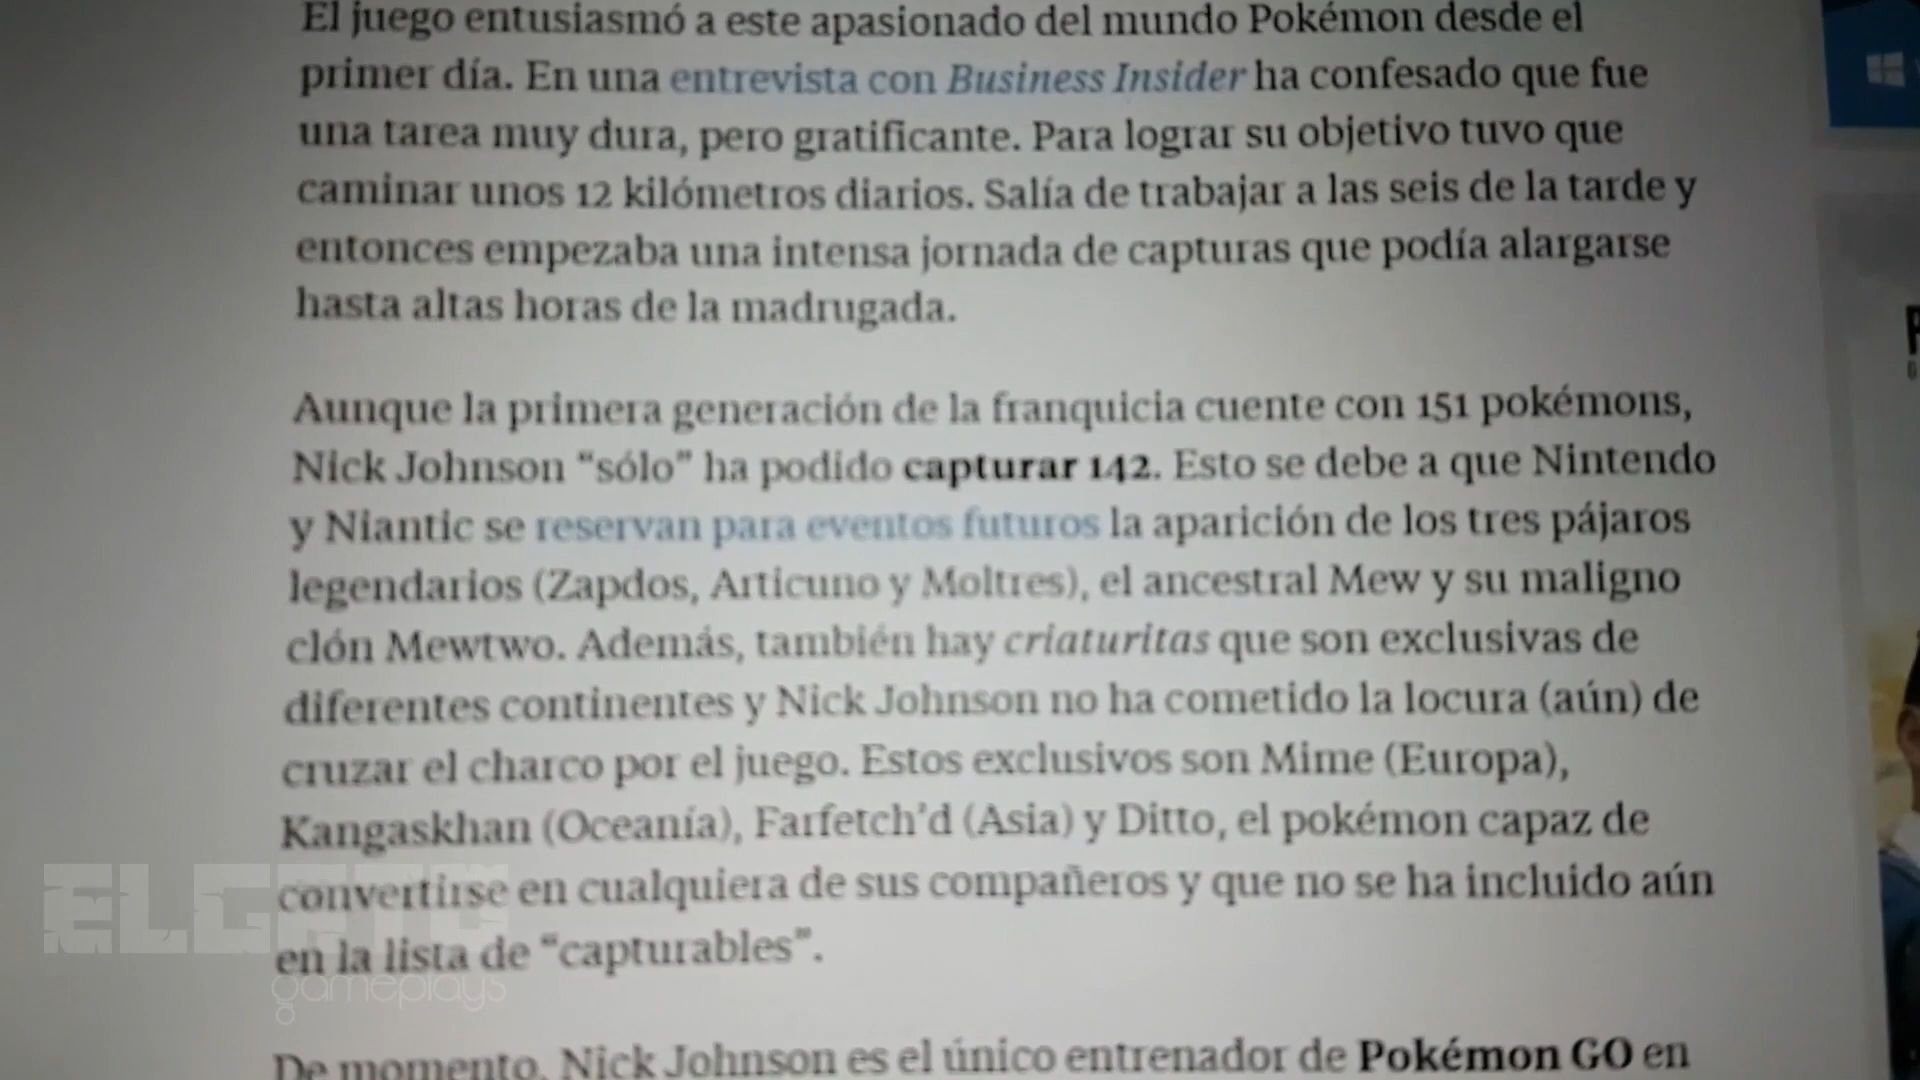 El juego entusiasmó a este apasionado del mundo Pokémon desde el
primer día. En una entrevista con Business Insider ha confesado que fue
una tarea muy dura, pero gratificante. Para lograr su objetivo tuvo que
caminar unos 12 kilómetros diarios. Salía de trabajar a las seis de la tarde y
entonces empezaba una intensa jornada de capturas que podía alargarse
hasta altas horas de la madrugada.
Aunque la primera generación de la franquicia cuente con 151 pokémons,
Nick Johnson “sólo” ha podido capturar 142. Esto se debe a que Nintendo
y Niantic se reservan para eventos futuros la aparición de los tres pájaros
legendarios (Zapdos, Articuno y Moltres), el ancestral Mew y su maligno
clón Mewtwo. Además, también hay criaturitas que son exclusivas de
diferentes continentes y Nick Johnson no ha cometido la locura (aún) de
cruzar el charco por el juego. Estos exclusivos son Mime (Europa),
Kangaskhan (Oceanía), Farfetch’d (Asia) y Ditto, el pokémon capaz de
convertirse en cualquiera de sus compañeros y que no se ha incluido aún
en la lista de “capturables”.
De momento, Nick Johnson es el único entrenador de Pokémon GO en
ELGATO
gameplays